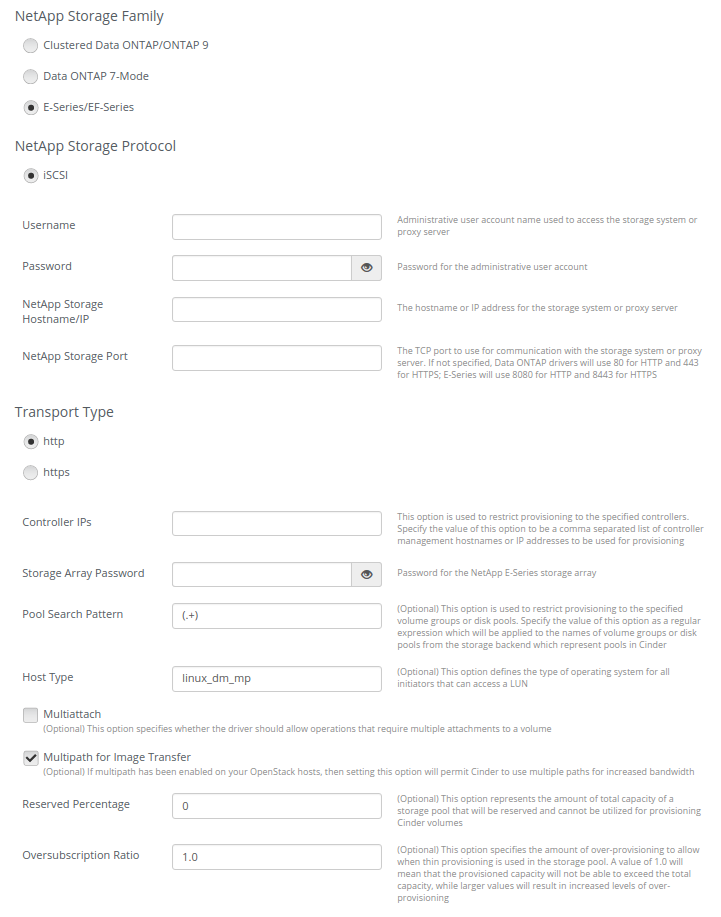 NetApp Storage Family
Clustered Data ONTAP/ONTAP 9
Data ONTAP 7-Mode
E-Series/EF-Series
NetApp Storage Protocol
iSCSI
Username
Administrative user account name used to access the storage system or
proxy server
Password
Password for the administrative user account
NetApp Storage
Hostname/IP
The hostname or IP address for the storage system or proxy server
NetApp Storage Port
The TCP port to use for communication with the storage system or proxy
server. If not specified, Data ONTAP drivers will use 80 for HTTP and 443
for HTTPS; E-Series will use 8080 for HTTP and 8443 for HTTPS
Transport Type
http
https
Controller IPs
This option is used to restrict provisioning to the specified controllers.
Specify the value of this option to be a comma separated list of controller
management hostnames or IP addresses to be used for provisioning
Storage Array Password
Password for the NetApp E-Series storage array
Pool Search Pattern
(.+)
(Optional) This option is used to restrict provisioning to the specified
volume groups or disk pools. Specify the value of this option as a regular
expression which will be applied to the names of volume groups or disk
pools from the storage backend which represent pools in Cinder
Host Type
linux_dm_mp
(Optional) This option defines the type of operating system for all
initiators that can access a LUN
Multiattach
(Optional) This option specifies whether the driver should allow operations that require multiple attachments to a volume
Multipath for Image Transfer
(Optional) If multipath has been enabled on your OpenStack hosts, then setting this option will permit Cinder to use multiple paths for increased bandwidth
Reserved Percentage
0
(Optional) This option represents the amount of total capacity of a
storage pool that will be reserved and cannot be utilized for provisioning
Cinder volumes
Oversubscription Ratio
1.0
(Optional) This option specifies the amount of over-provisioning to allow
when thin provisioning is used in the storage pool. A value of 1.0 will
mean that the provisioned capacity will not be able to exceed the total
capacity, while larger values will result in increased levels of over-
provisioning